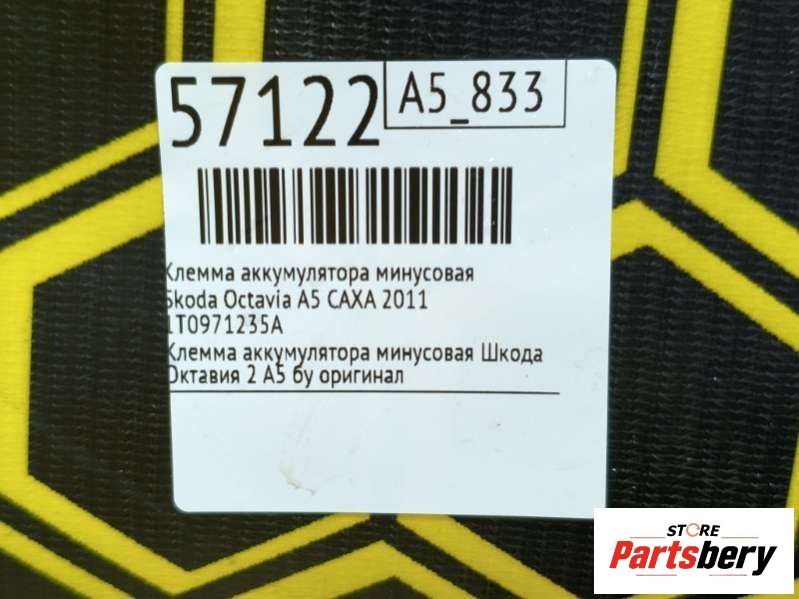 57122
A5_833
Клемма аккумулятора минусовая
Skoda Octavia A5 CAXA 2011
1T0971235A
Клемма аккумулятора минусовая Шкода
Октавия 2 А5 бу оригинал
STORE
Partsbery